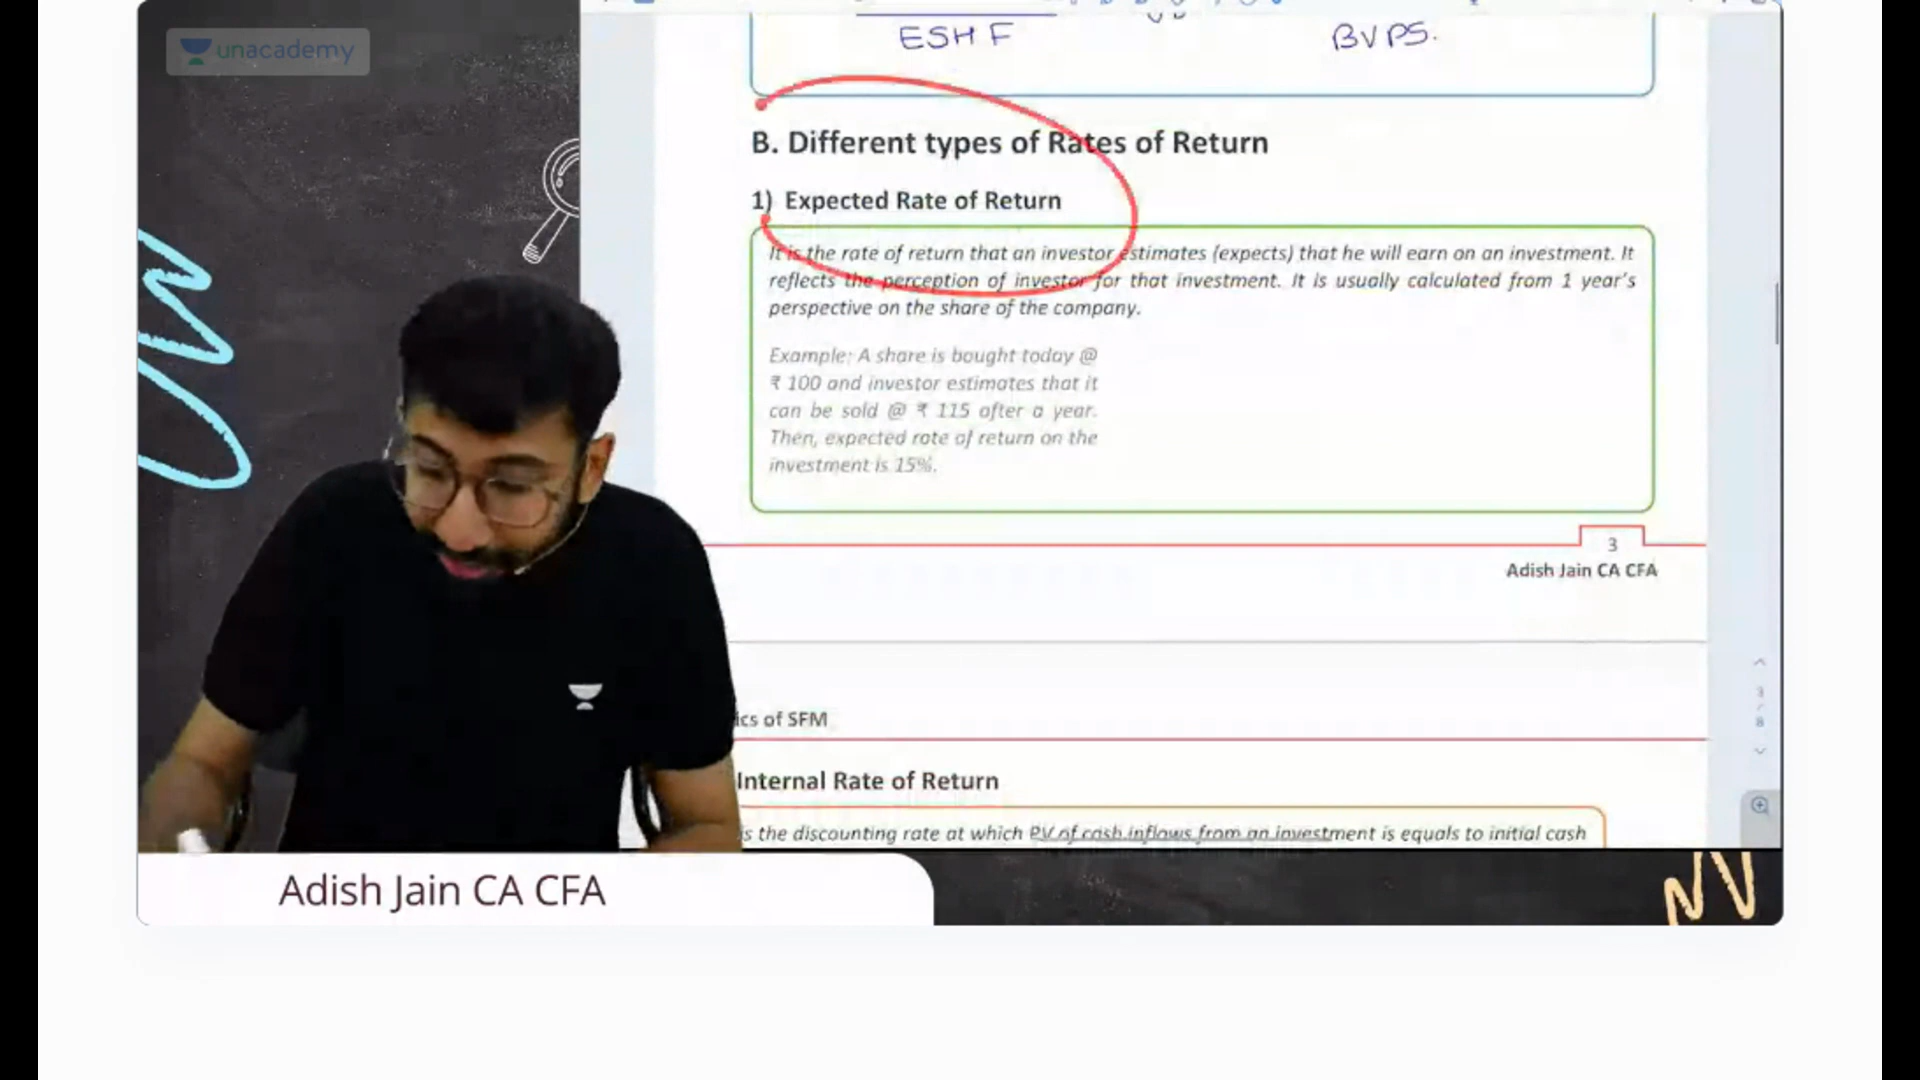 unacademy
ESHF
BVPS.
B. Different types of Rates of Return
1) Expected Rate of Return
It is the rate of return that an investor estimates (expects) that he will earn on an investment. It
reflects the perception of investor for that investment. It is usually calculated from 1 year's
perspective on the share of the company.
Example: A share is bought today @
₹ 100 and investor estimates that it
can be sold @ ₹ 115 after a year.
Then, expected rate of return on the
investment is 15%.
3
Adish Jain CA CFA
ics of SFM
Internal Rate of Return
is the discounting rate at which PV of cash inflows from an investment is equals to initial cash
3
/
8
Adish Jain CA CFA